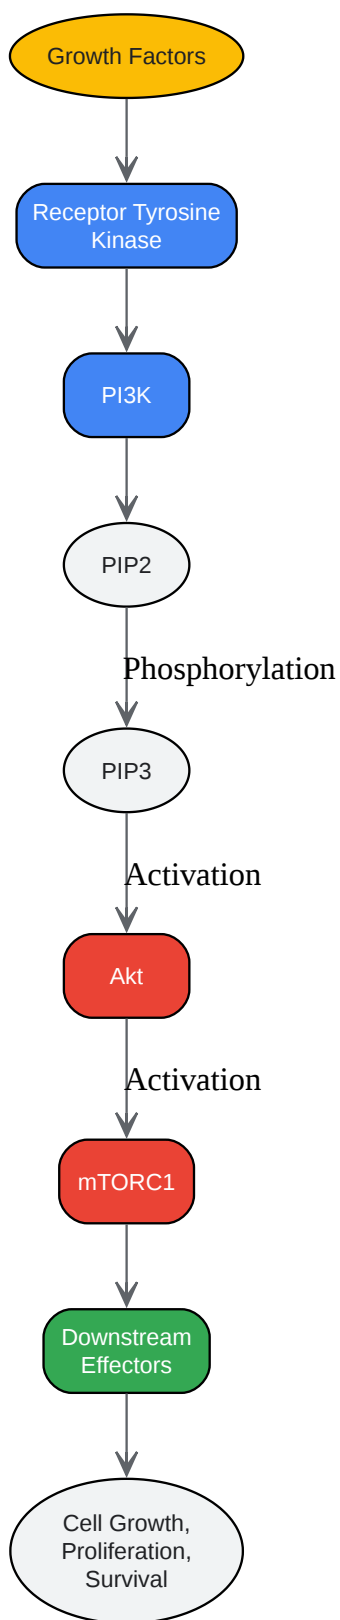 Growth Factors
Receptor Tyrosine
Kinase
PI3K
PIP2
Phosphorylation
PIP3
Activation
Akt
Activation
mTORC1
Downstream
Effectors
Cell Growth,
Proliferation,
Survival